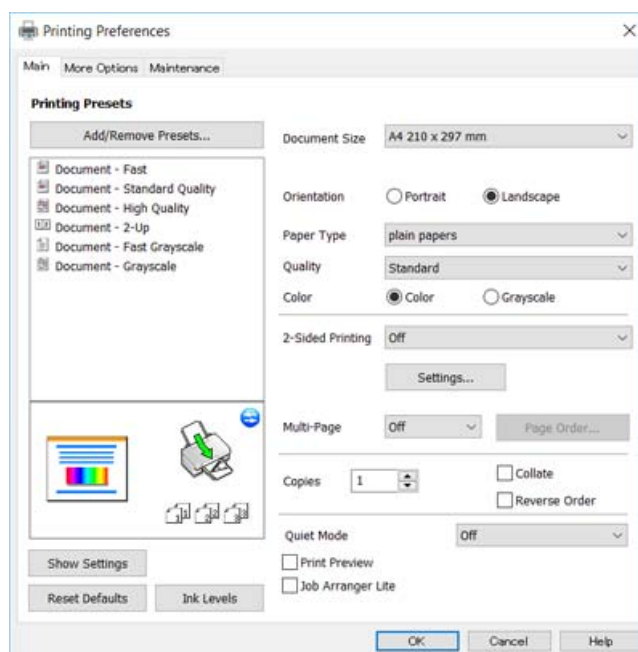 Printing Preferences
Main
More Options
Maintenance
Printing Presets
Add/Remove Presets...
Document - Fast
Document - Standard Quality
Document - High Quality
Document - 2-Up
Document - Fast Grayscale
Document - Grayscale
Show Settings
Reset Defaults
Ink Levels
Document Size
A4 210 x 297 mm
Orientation
Portrait
Landscape
Paper Type
plain papers
Quality
Standard
Color
Color
Grayscale
2-Sided Printing
Off
Settings...
Multi-Page
Off
Page Order...
Copies
1
Collate
Reverse Order
Quiet Mode
Off
Print Preview
Job Arranger Lite
OK
Cancel
Help